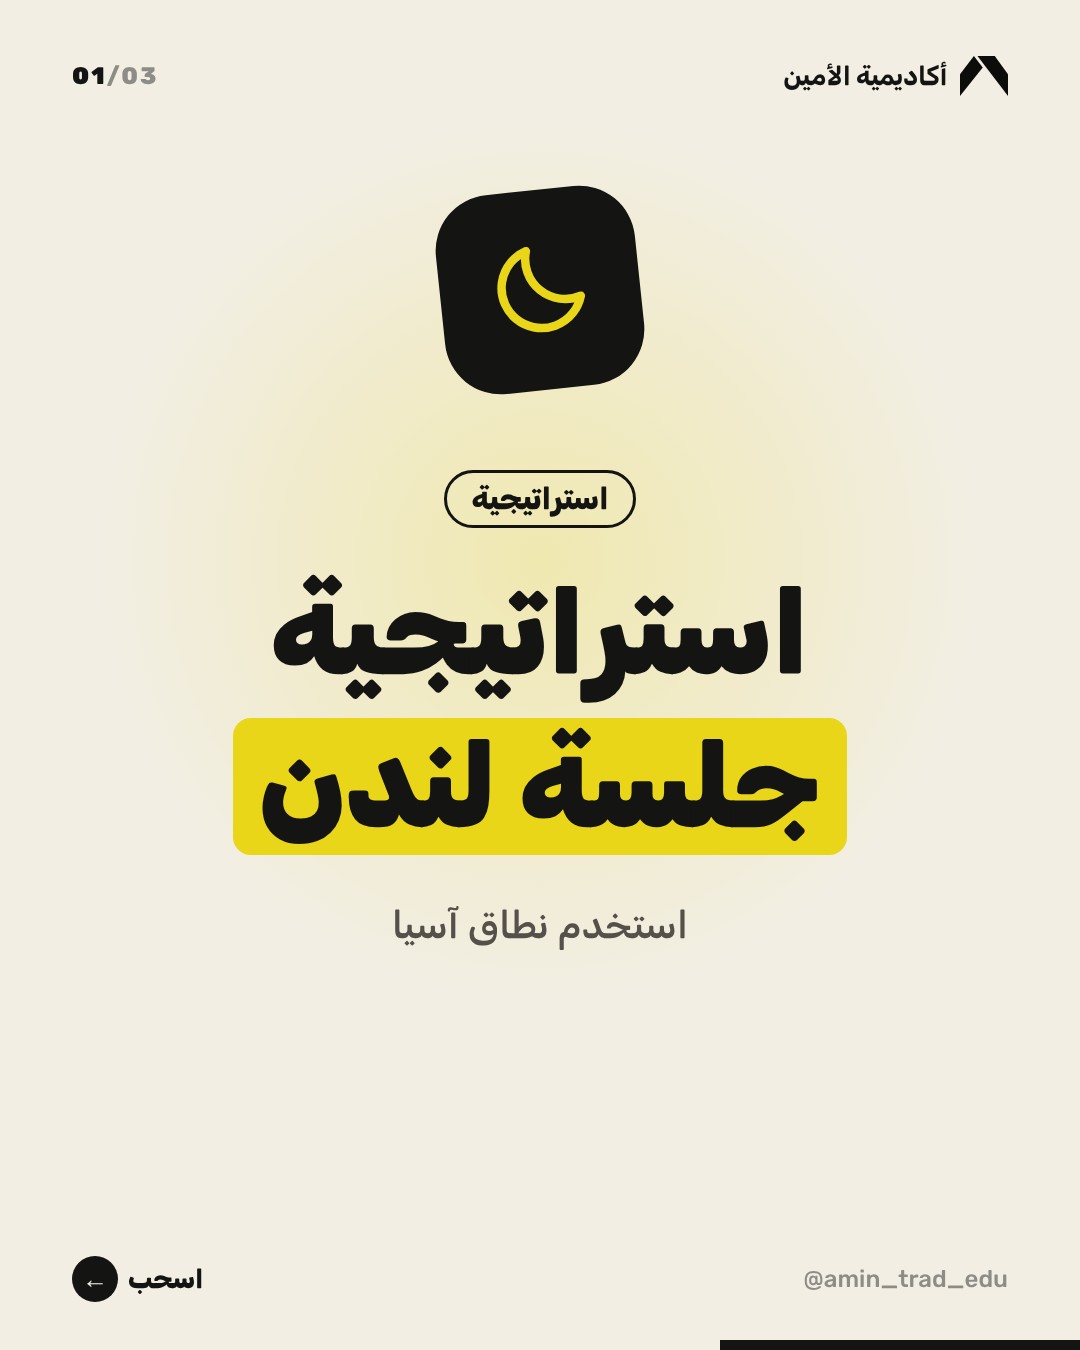 أكاديمية الأمين
01/03
استراتيجية
استراتيجية
جلسة لندن
استخدم نطاق آسيا
@amin_trad_edu
اسحب ←